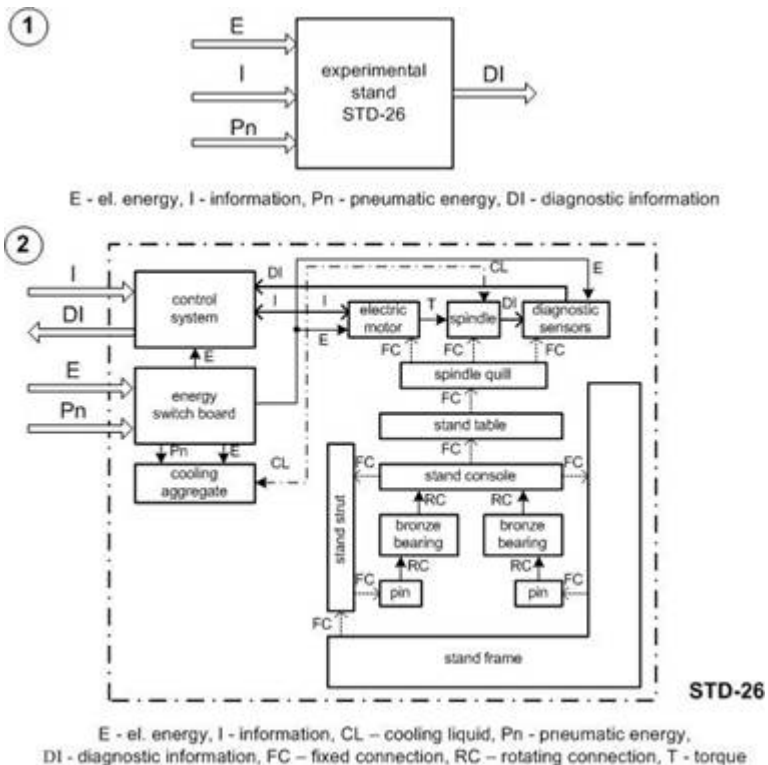 1
E
I
Pn
experimental
stand
STD-26
DI
E - el. energy, I - information, Pn - pneumatic energy, DI - diagnostic information
2
I
DI
E
Pn
control
system
E
energy
switch board
Pn
E
cooling
aggregate
CL
DI
I
I
E
CL
E
electric
motor
T
spindle
DI
diagnostic
sensors
FC
FC
FC
spindle quill
FC
stand table
FC
FC
stand console
FC
RC
RC
stand strut
bronze
bearing
bronze
bearing
RC
RC
FC
pin
pin
FC
FC
stand frame
STD-26
E - el. energy, I - information, CL – cooling liquid, Pn - pneumatic energy,
DI - diagnostic information, FC – fixed connection, RC – rotating connection, T - torque